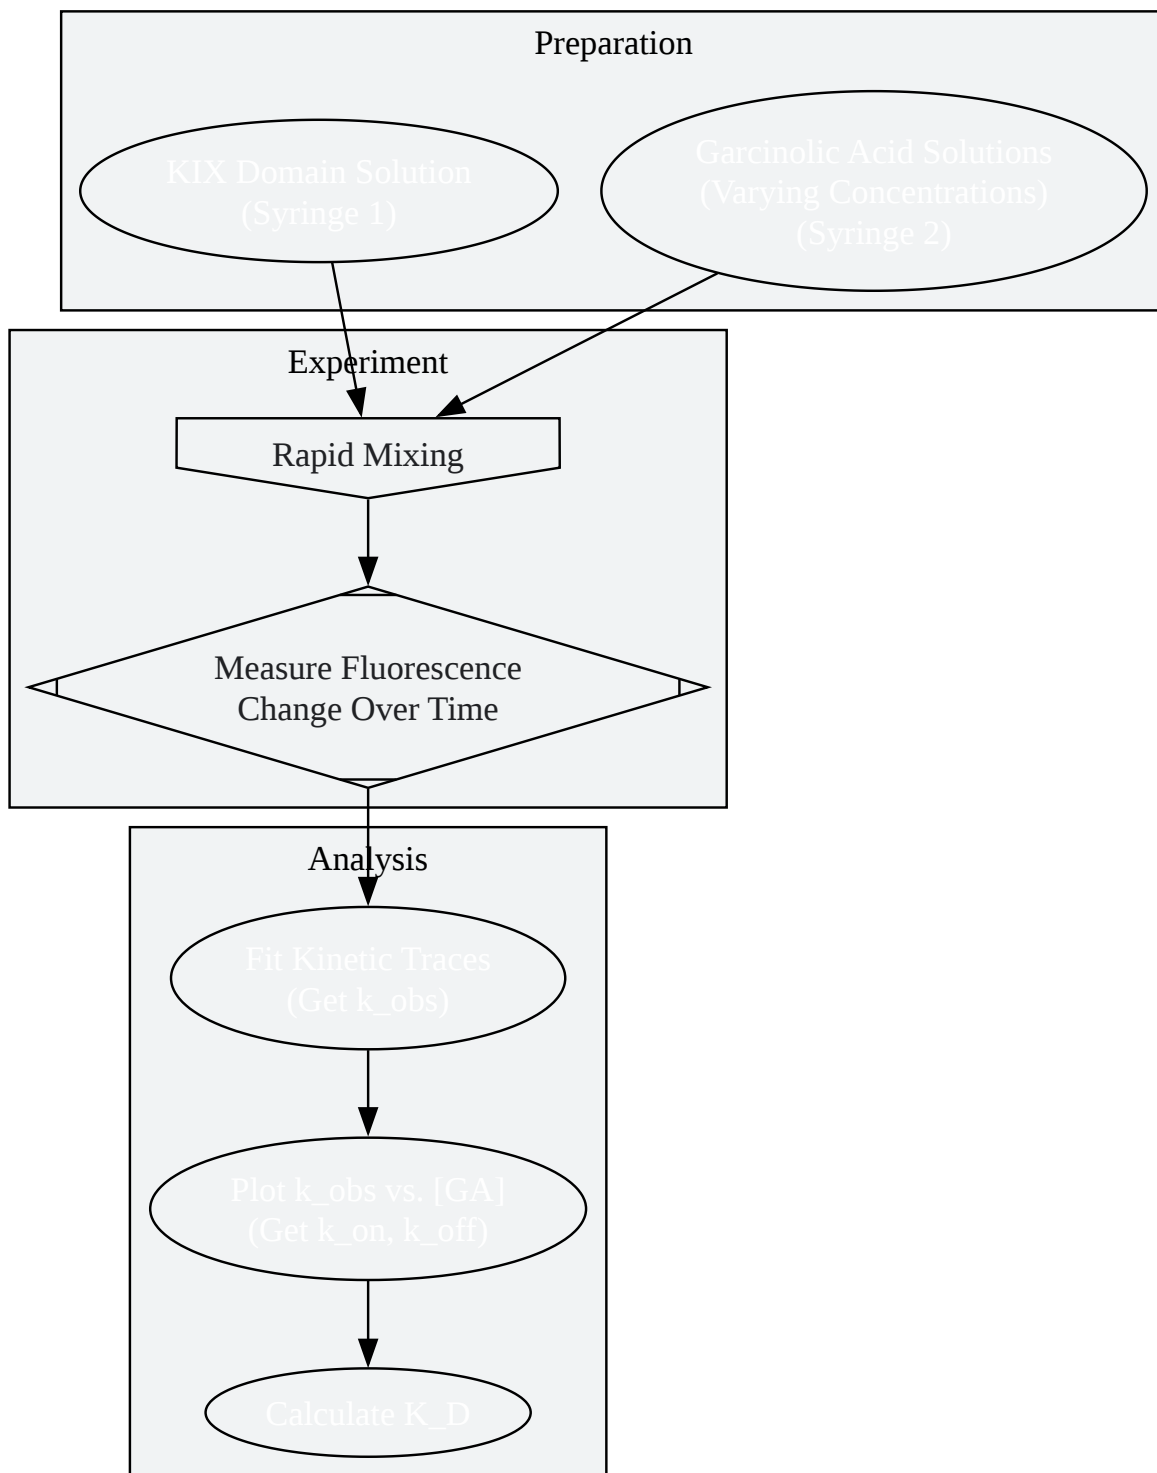 Preparation
KIX Domain Solution
(Syringe 1)
Garcinolic Acid Solutions
(Varying Concentrations)
(Syringe 2)
Experiment
Rapid Mixing
Measure Fluorescence
Change Over Time
Analysis
Fit Kinetic Traces
(Get k_obs)
Plot k_obs vs. [GA]
(Get k_on, k_off)
Calculate K_D